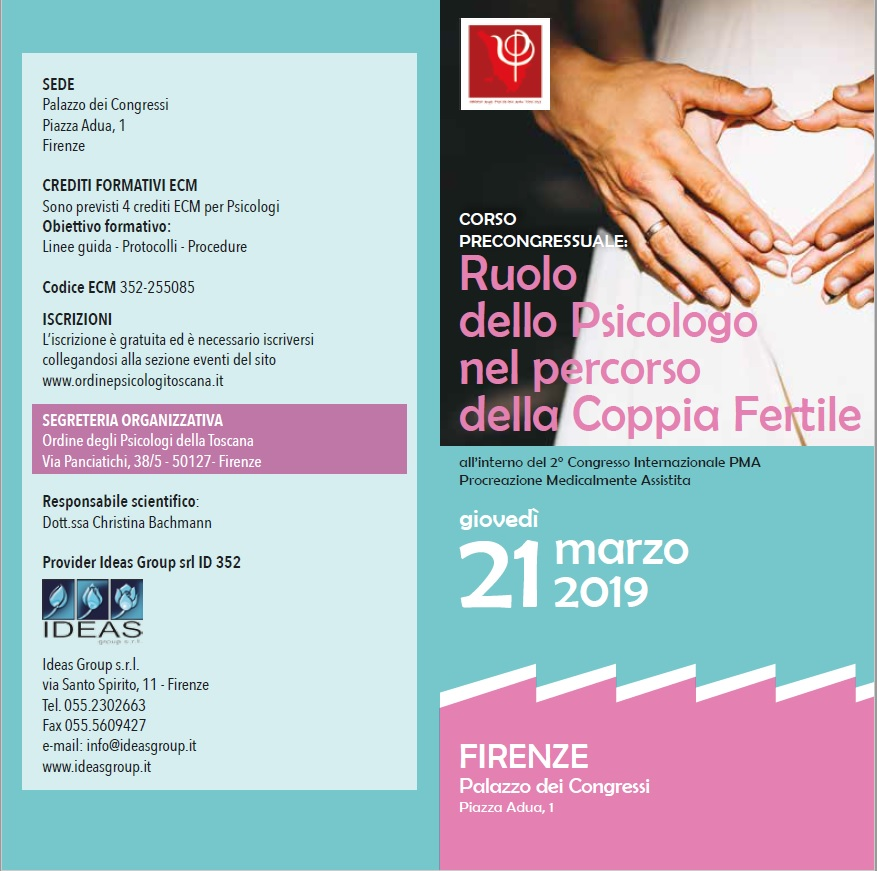 SEDE
Palazzo dei Congressi
Piazza Adua, 1
Firenze
CREDITI FORMATIVI ECM
Sono previsti 4 crediti ECM per Psicologi
Obiettivo formativo:
Linee guida - Protocolli - Procedure
Codice ECM 352-255085
ISCRIZIONI
L'iscrizione è gratuita ed è necessario iscriversi
collegandosi alla sezione eventi del sito
www.ordinepsicologitoscana.it
SEGRETERIA ORGANIZZATIVA
Ordine degli Psicologi della Toscana
Via Panciatichi, 38/5 - 50127- Firenze
Responsabile scientifico:
Dott.ssa Christina Bachmann
Provider Ideas Group srl ID 352
IDEAS
group s.r.l.
Ideas Group s.r.l.
via Santo Spirito, 11 - Firenze
Tel. 055.2302663
Fax 055.5609427
e-mail: info@ideasgroup.it
www.ideasgroup.it
CORSO
PRECONGRESSUALE:
Ruolo
dello Psicologo
nel percorso
della Coppia Fertile
all'interno del 2° Congresso Internazionale PMA
Procreazione Medicalmente Assistita
giovedì
21 marzo
2019
FIRENZE
Palazzo dei Congressi
Piazza Adua, 1